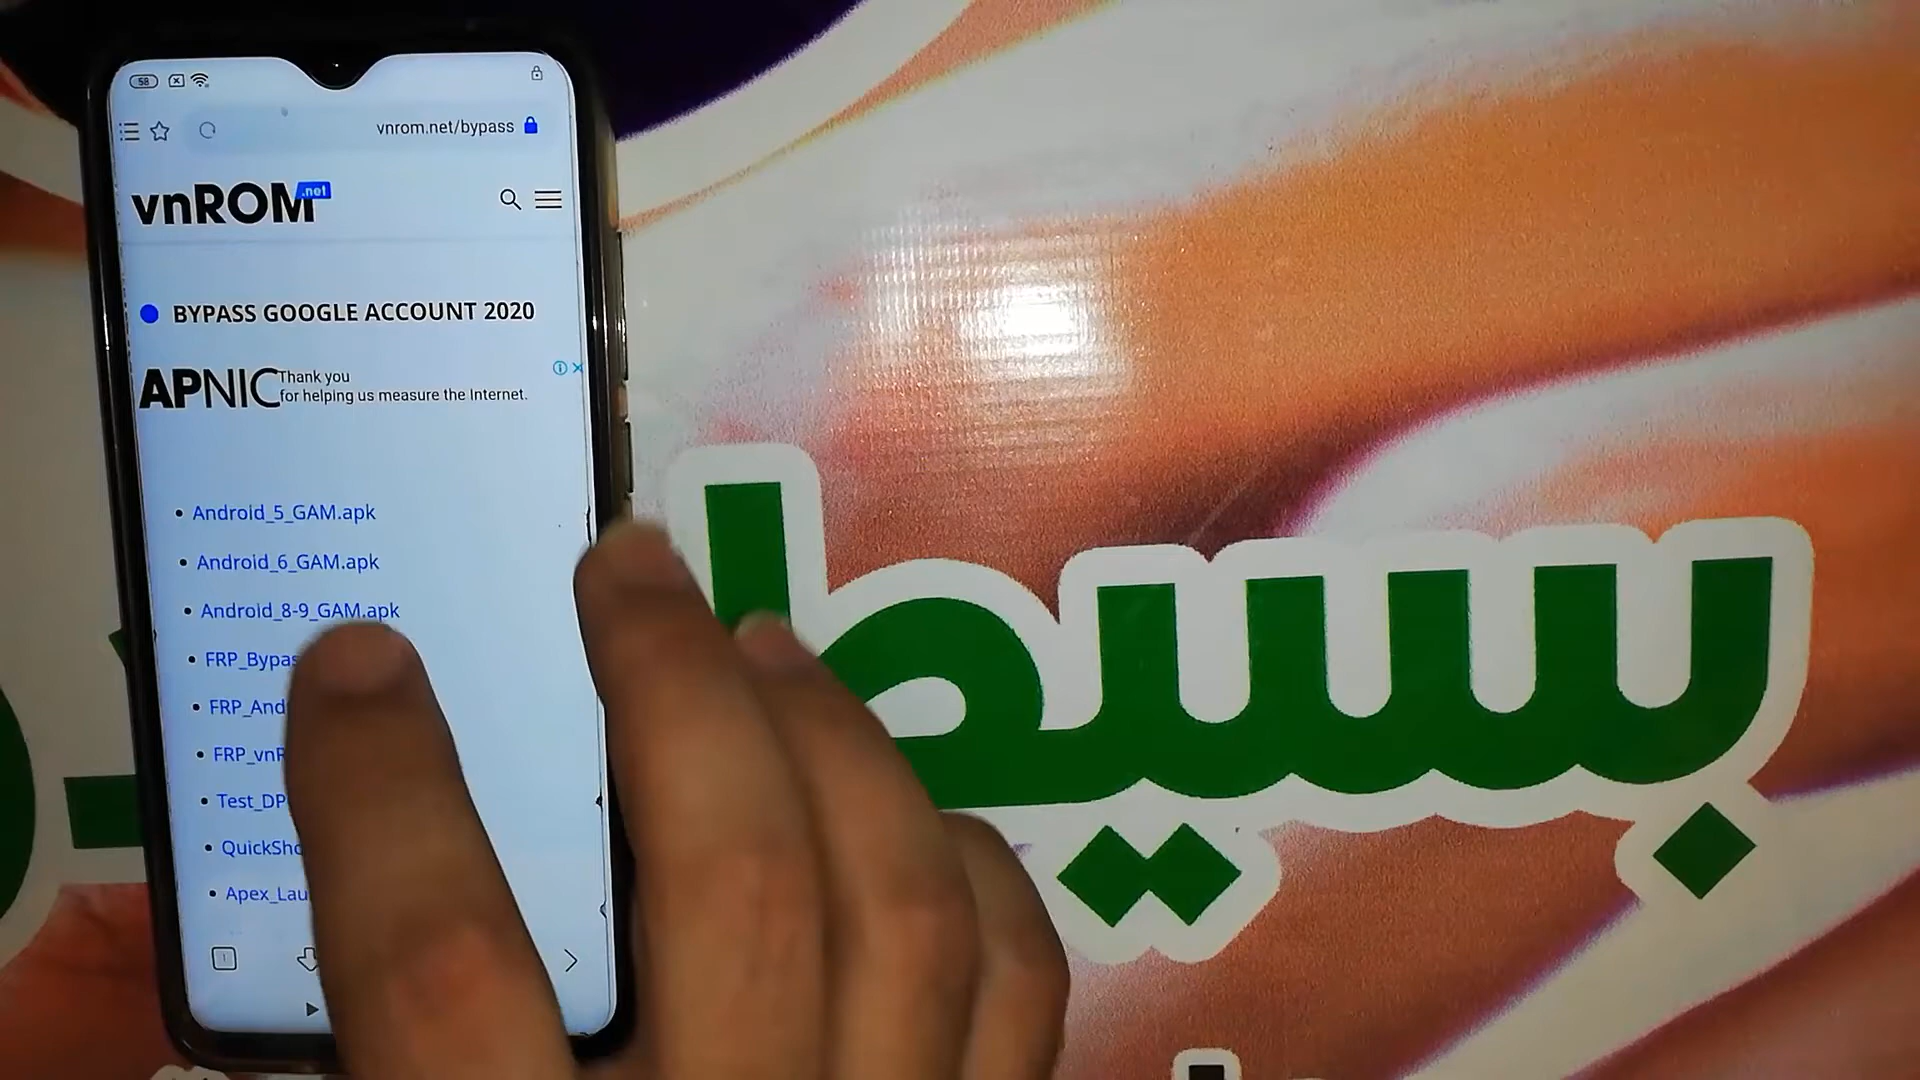 58
vnrom.net/bypass
vnROM.net
BYPASS GOOGLE ACCOUNT 2020
APNIC Thank you
for helping us measure the Internet.
Android_5_GAM.apk
Android_6_GAM.apk
Android_8-9_GAM.apk
FRP_Bypas
FRP_And
FRP_vnR
Test_DP
QuickSho
Apex_Lau
بسيط